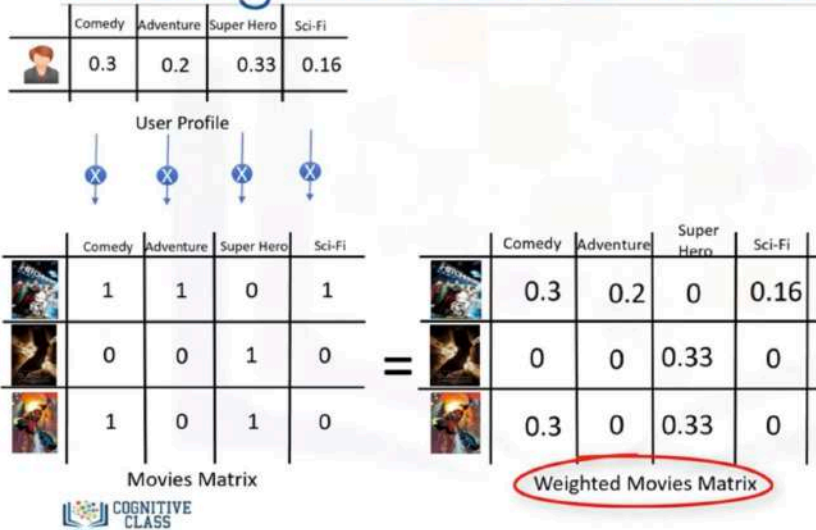 Comedy Adventure Super Hero Sci-Fi
0.3 0.2 0.33 0.16
User Profile
X X X X
Comedy Adventure Super Hero Sci-Fi
1 1 0 1
0 0 1 0
1 0 1 0
Movies Matrix
=
Comedy Adventure Super Hero Sci-Fi
0.3 0.2 0 0.16
0 0 0.33 0
0.3 0 0.33 0
Weighted Movies Matrix
COGNITIVE
CLASS